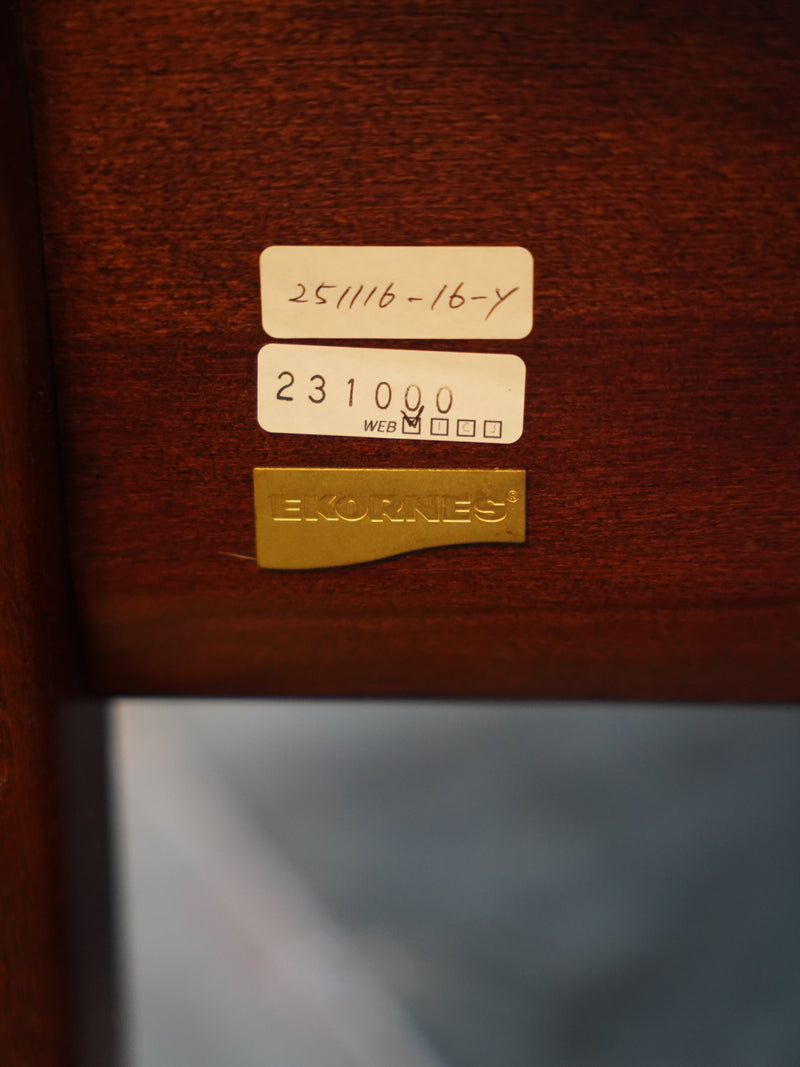 251116-16-Y
231000
WEB W I C J
EKORNES®